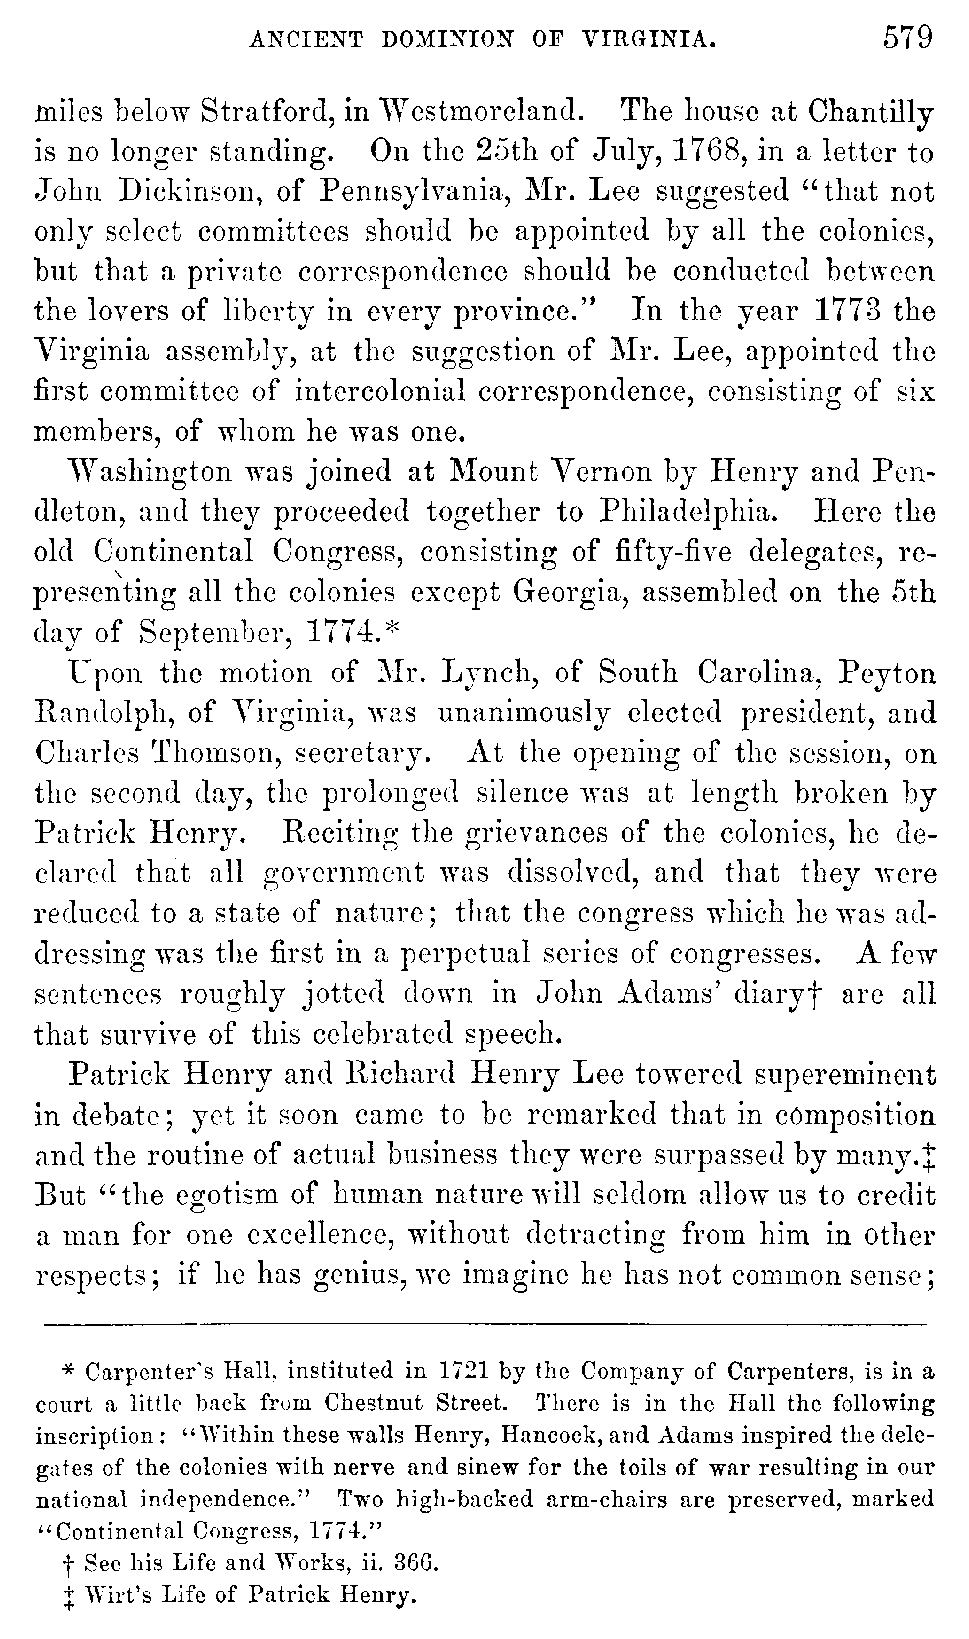 ANCIENT DOMINION OF VIRGINIA. 579
miles below Stratford, in Westmoreland. The house at Chantilly
is no longer standing. On the 25th of July, 1768, in a letter to
John Dickinson, of Pennsylvania, Mr. Lee suggested "that not
only select committees should be appointed by all the colonies,
but that a private correspondence should be conducted between
the lovers of liberty in every province." In the year 1773 the
Virginia assembly, at the suggestion of Mr. Lee, appointed the
first committee of intercolonial correspondence, consisting of six
members, of whom he was one.
Washington was joined at Mount Vernon by Henry and Pen-
dleton, and they proceeded together to Philadelphia. Here the
old Continental Congress, consisting of fifty-five delegates, re-
presenting all the colonies except Georgia, assembled on the 5th
day of September, 1774.*
Upon the motion of Mr. Lynch, of South Carolina, Peyton
Randolph, of Virginia, was unanimously elected president, and
Charles Thomson, secretary. At the opening of the session, on
the second day, the prolonged silence was at length broken by
Patrick Henry. Reciting the grievances of the colonies, he de-
clared that all government was dissolved, and that they were
reduced to a state of nature; that the congress which he was ad-
dressing was the first in a perpetual series of congresses. A few
sentences roughly jotted down in John Adams' diary† are all
that survive of this celebrated speech.
Patrick Henry and Richard Henry Lee towered supereminent
in debate; yet it soon came to be remarked that in composition
and the routine of actual business they were surpassed by many.‡
But "the egotism of human nature will seldom allow us to credit
a man for one excellence, without detracting from him in other
respects; if he has genius, we imagine he has not common sense;
* Carpenter's Hall, instituted in 1721 by the Company of Carpenters, is in a
court a little back from Chestnut Street. There is in the Hall the following
inscription: "Within these walls Henry, Hancock, and Adams inspired the dele-
gates of the colonies with nerve and sinew for the toils of war resulting in our
national independence." Two high-backed arm-chairs are preserved, marked
"Continental Congress, 1774."
† See his Life and Works, ii. 366.
‡ Wirt's Life of Patrick Henry.